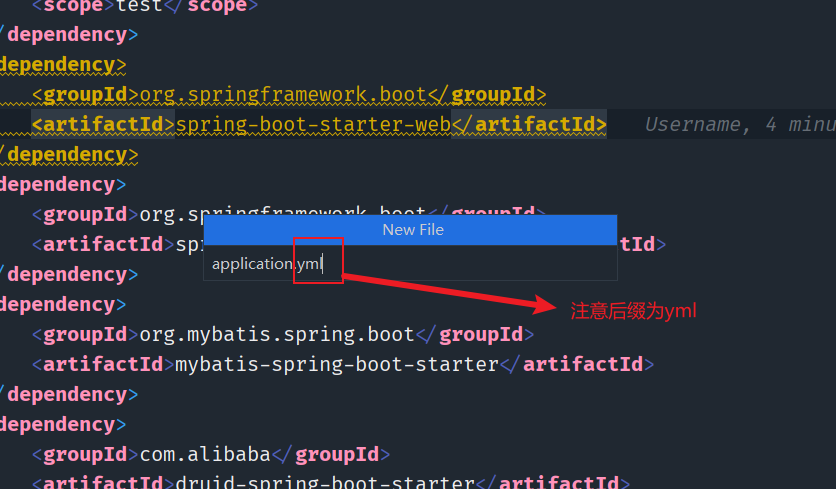 <scope>test</scope>
/dependency>
dependency>
<groupId>org.springframework.boot</groupId>
<artifactId>spring-boot-starter-web</artifactId> Username, 4 minu
/dependency>
dependency>
<groupId>org.springframework.boot</groupId>
New File
<artifactId>sp tId>
application.yml
/dependency>
注意后缀为yml
dependency>
<groupId>org.mybatis.spring.boot</groupId>
<artifactId>mybatis-spring-boot-starter</artifactId>
/dependency>
dependency>
<groupId>com.alibaba</groupId>
<artifactId>druid-spring-boot-starter</artifactId>